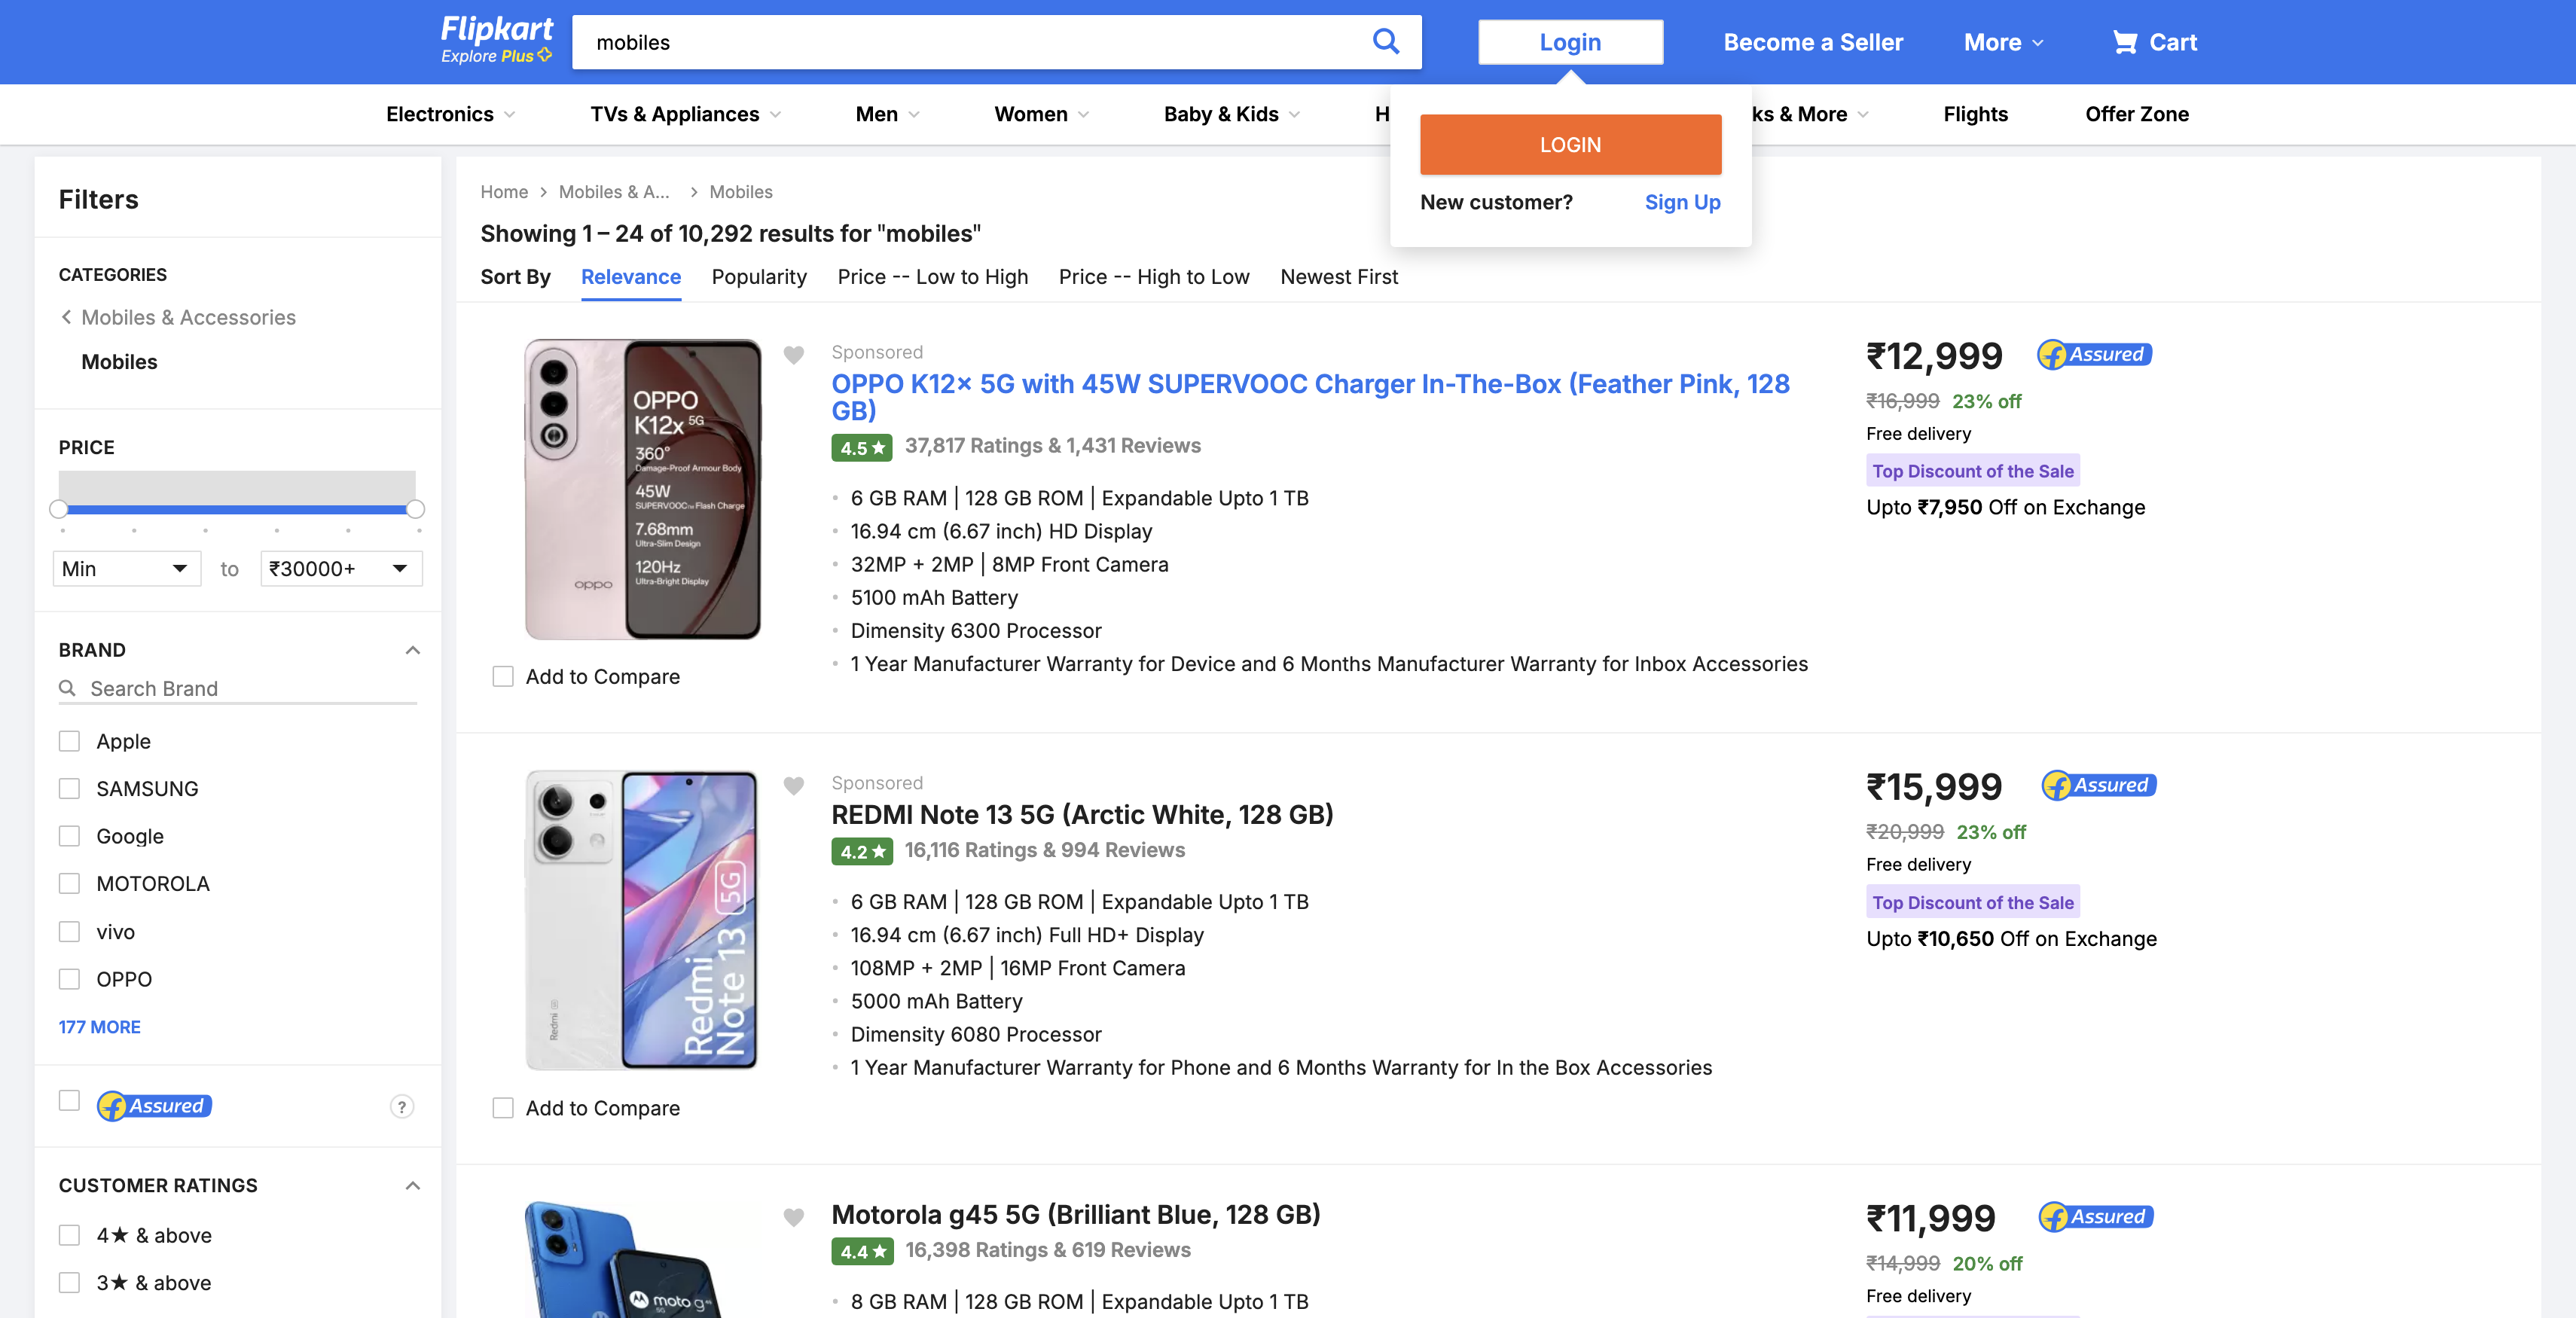 Flipkart
Explore Plus
mobiles
Login
Become a Seller
More
Cart
Electronics
TVs & Appliances
Men
Women
Baby & Kids
H
ks & More
Flights
Offer Zone
LOGIN
New customer?
Sign Up
Filters
CATEGORIES
Mobiles & Accessories
Mobiles
PRICE
Min
to
₹30000+
BRAND
Search Brand
Apple
SAMSUNG
Google
MOTOROLA
vivo
OPPO
177 MORE
Assured
?
CUSTOMER RATINGS
4★ & above
3★ & above
Home > Mobiles & A... > Mobiles
Showing 1 – 24 of 10,292 results for "mobiles"
Sort By Relevance Popularity Price -- Low to High Price -- High to Low Newest First
OPPO
K12x 5G
360°
Damage-Proof Armour Body
45W
SUPERVOOC™ Flash Charge
7.68mm
Ultra-Slim Design
120Hz
Ultra-Bright Display
oppo
Add to Compare
Sponsored
OPPO K12x 5G with 45W SUPERVOOC Charger In-The-Box (Feather Pink, 128
GB)
4.5★ 37,817 Ratings & 1,431 Reviews
6 GB RAM | 128 GB ROM | Expandable Upto 1 TB
16.94 cm (6.67 inch) HD Display
32MP + 2MP | 8MP Front Camera
5100 mAh Battery
Dimensity 6300 Processor
1 Year Manufacturer Warranty for Device and 6 Months Manufacturer Warranty for Inbox Accessories
₹12,999
Assured
₹16,999 23% off
Free delivery
Top Discount of the Sale
Upto ₹7,950 Off on Exchange
Redmi
Note 13 5G
Redmi
Add to Compare
Sponsored
REDMI Note 13 5G (Arctic White, 128 GB)
4.2★ 16,116 Ratings & 994 Reviews
6 GB RAM | 128 GB ROM | Expandable Upto 1 TB
16.94 cm (6.67 inch) Full HD+ Display
108MP + 2MP | 16MP Front Camera
5000 mAh Battery
Dimensity 6080 Processor
1 Year Manufacturer Warranty for Phone and 6 Months Warranty for In the Box Accessories
₹15,999
Assured
₹20,999 23% off
Free delivery
Top Discount of the Sale
Upto ₹10,650 Off on Exchange
moto g45
Motorola g45 5G (Brilliant Blue, 128 GB)
4.4★ 16,398 Ratings & 619 Reviews
8 GB RAM | 128 GB ROM | Expandable Upto 1 TB
₹11,999
Assured
₹14,999 20% off
Free delivery